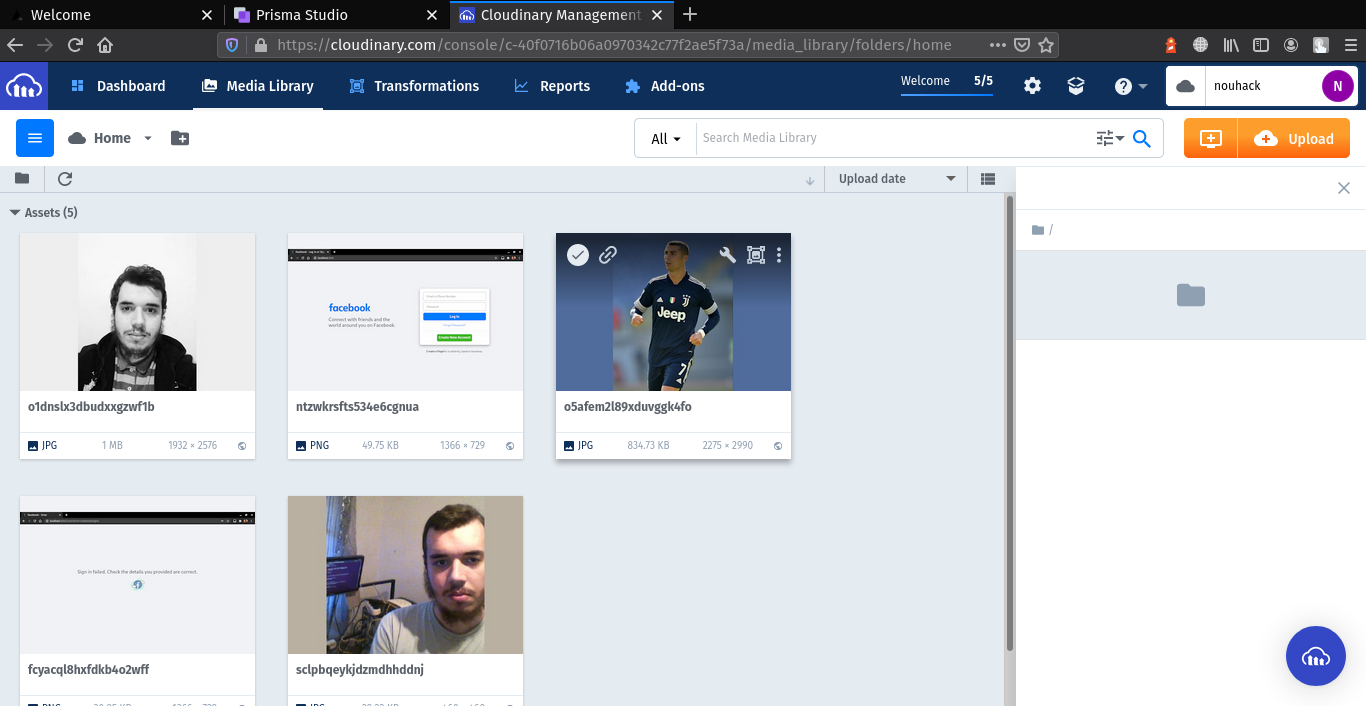 Welcome
Prisma Studio
Cloudinary Management
https://cloudinary.com/console/c-40f0716b06a0970342c77f2ae5f73a/media_library/folders/home
Dashboard
Media Library
Transformations
Reports
Add-ons
Welcome 5/5
nouhack
N
Home
All
Search Media Library
Upload
Upload date
Assets (5)
/
facebook
Connect with friends and the
world around you on Facebook.
Log In
Create New Account
Jeep
7
o1dnslx3dbudxxgzwf1b
ntzwkrsfts534e6cgnua
o5afem2l89xduvggk4fo
JPG 1 MB 1932 × 2576
PNG 49.75 KB 1366 × 729
JPG 834.73 KB 2275 × 2990
Sign in failed. Check the details you provided are correct.
fcyacql8hxfdkb4o2wff
sclpbqeykjdzmdhhddnj